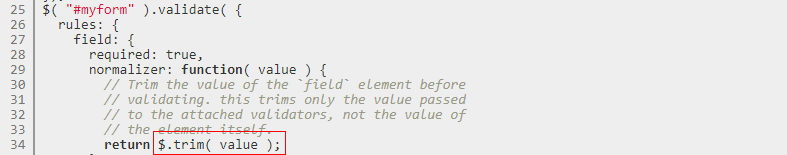 25 $( "#myform" ).validate( {
26 rules: {
27 field: {
28 required: true,
29 normalizer: function( value ) {
30 // Trim the value of the `field` element before
31 // validating. this trims only the value passed
32 // to the attached validators, not the value of
33 // the element itself.
34 return $.trim( value );